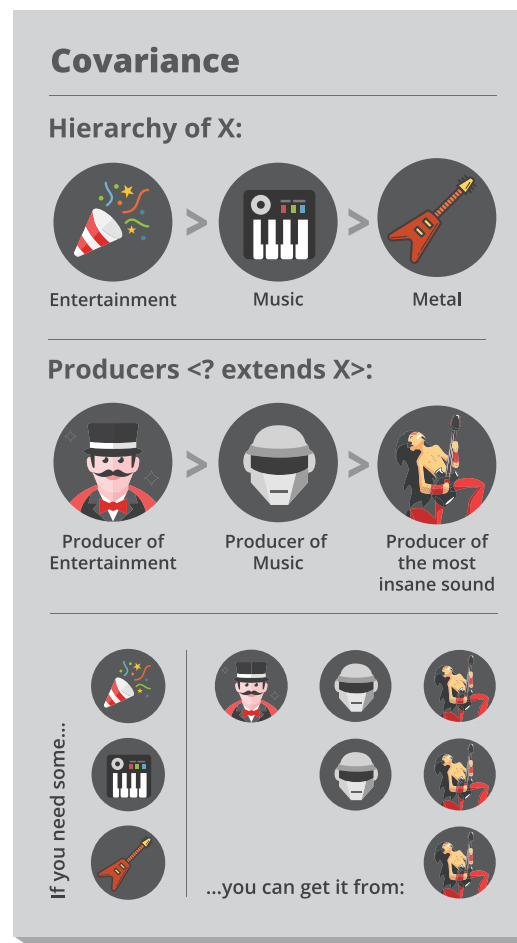 Covariance
Hierarchy of X:
Entertainment > Music > Metal
Producers <? extends X>:
Producer of
Entertainment
Producer of
Music
Producer of
the most
insane sound
If you need some...
...you can get it from: